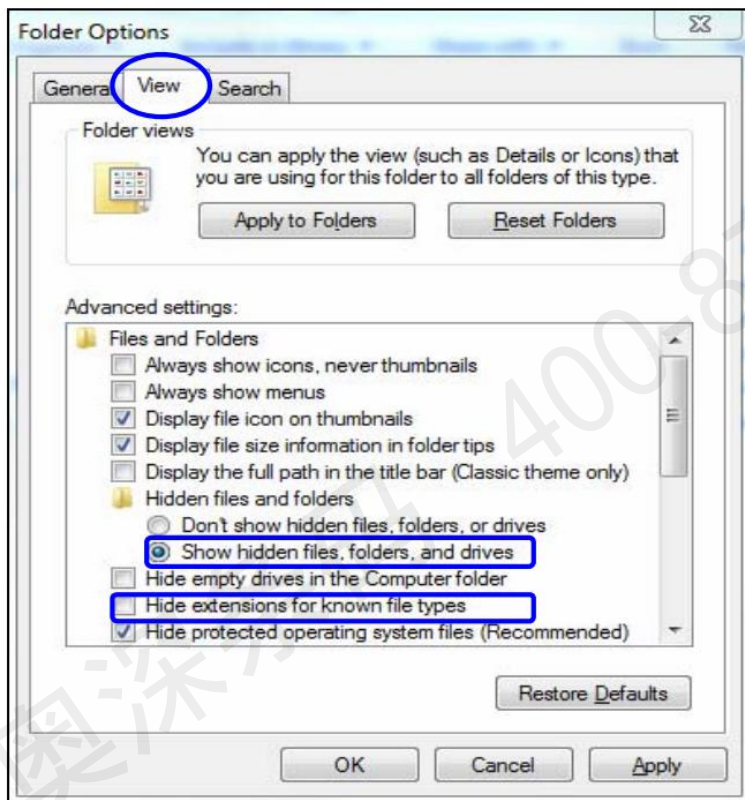 Folder Options
General View Search
Folder views
You can apply the view (such as Details or Icons) that
you are using for this folder to all folders of this type.
Apply to Folders Reset Folders
Advanced settings:
Files and Folders
Always show icons, never thumbnails
Always show menus
Display file icon on thumbnails
Display file size information in folder tips
Display the full path in the title bar (Classic theme only)
Hidden files and folders
Don't show hidden files, folders, or drives
Show hidden files, folders, and drives
Hide empty drives in the Computer folder
Hide extensions for known file types
Hide protected operating system files (Recommended)
Restore Defaults
OK Cancel Apply
400-8